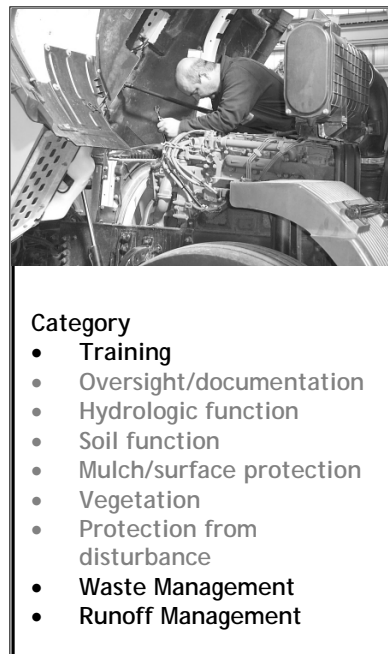 Category
• Training
• Oversight/documentation
• Hydrologic function
• Soil function
• Mulch/surface protection
• Vegetation
• Protection from
disturbance
• Waste Management
• Runoff Management